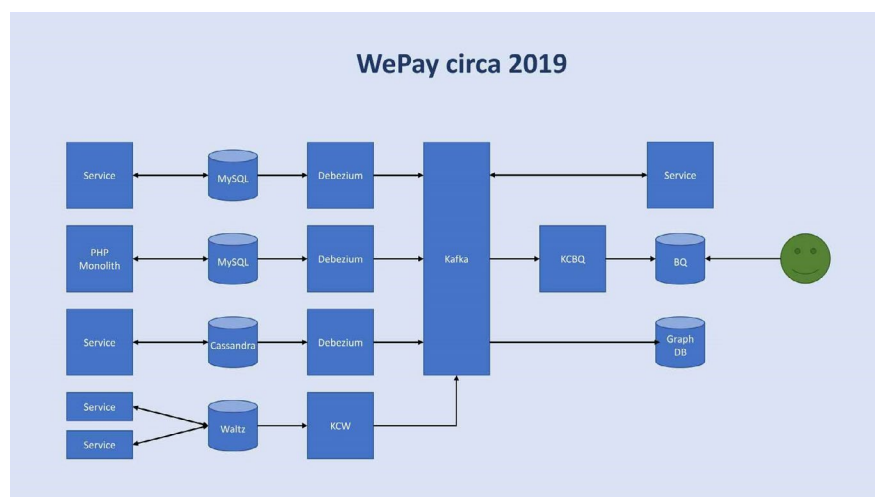 WePay circa 2019
Service
MySQL
Debezium
Kafka
Service
PHP
Monolith
MySQL
Debezium
KCBQ
BQ
Service
Cassandra
Debezium
Graph
DB
Service
Service
Waltz
KCW